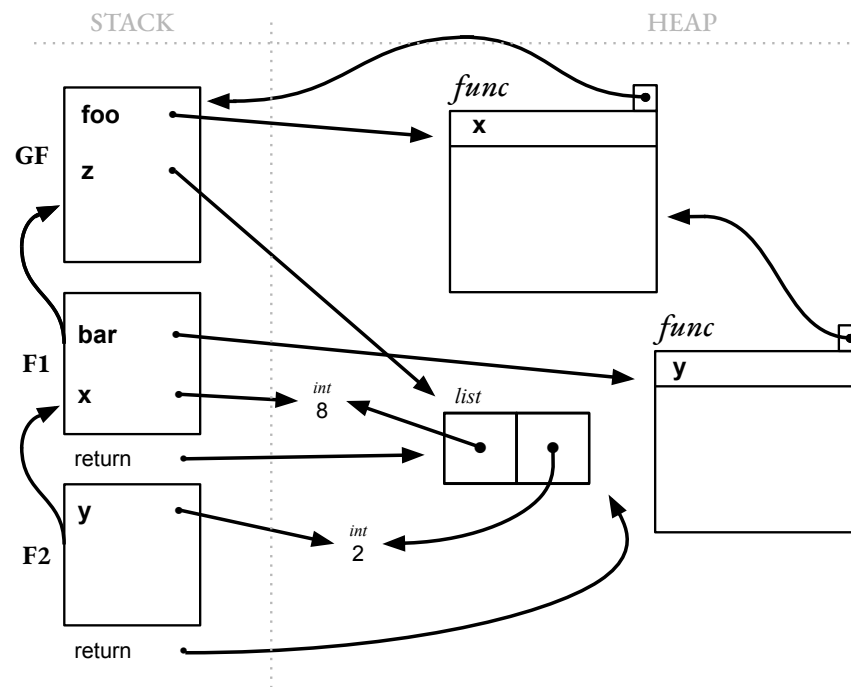 STACK
HEAP
GF
foo
z
func
x
F1
bar
x
int
8
list
func
y
return
F2
y
int
2
return